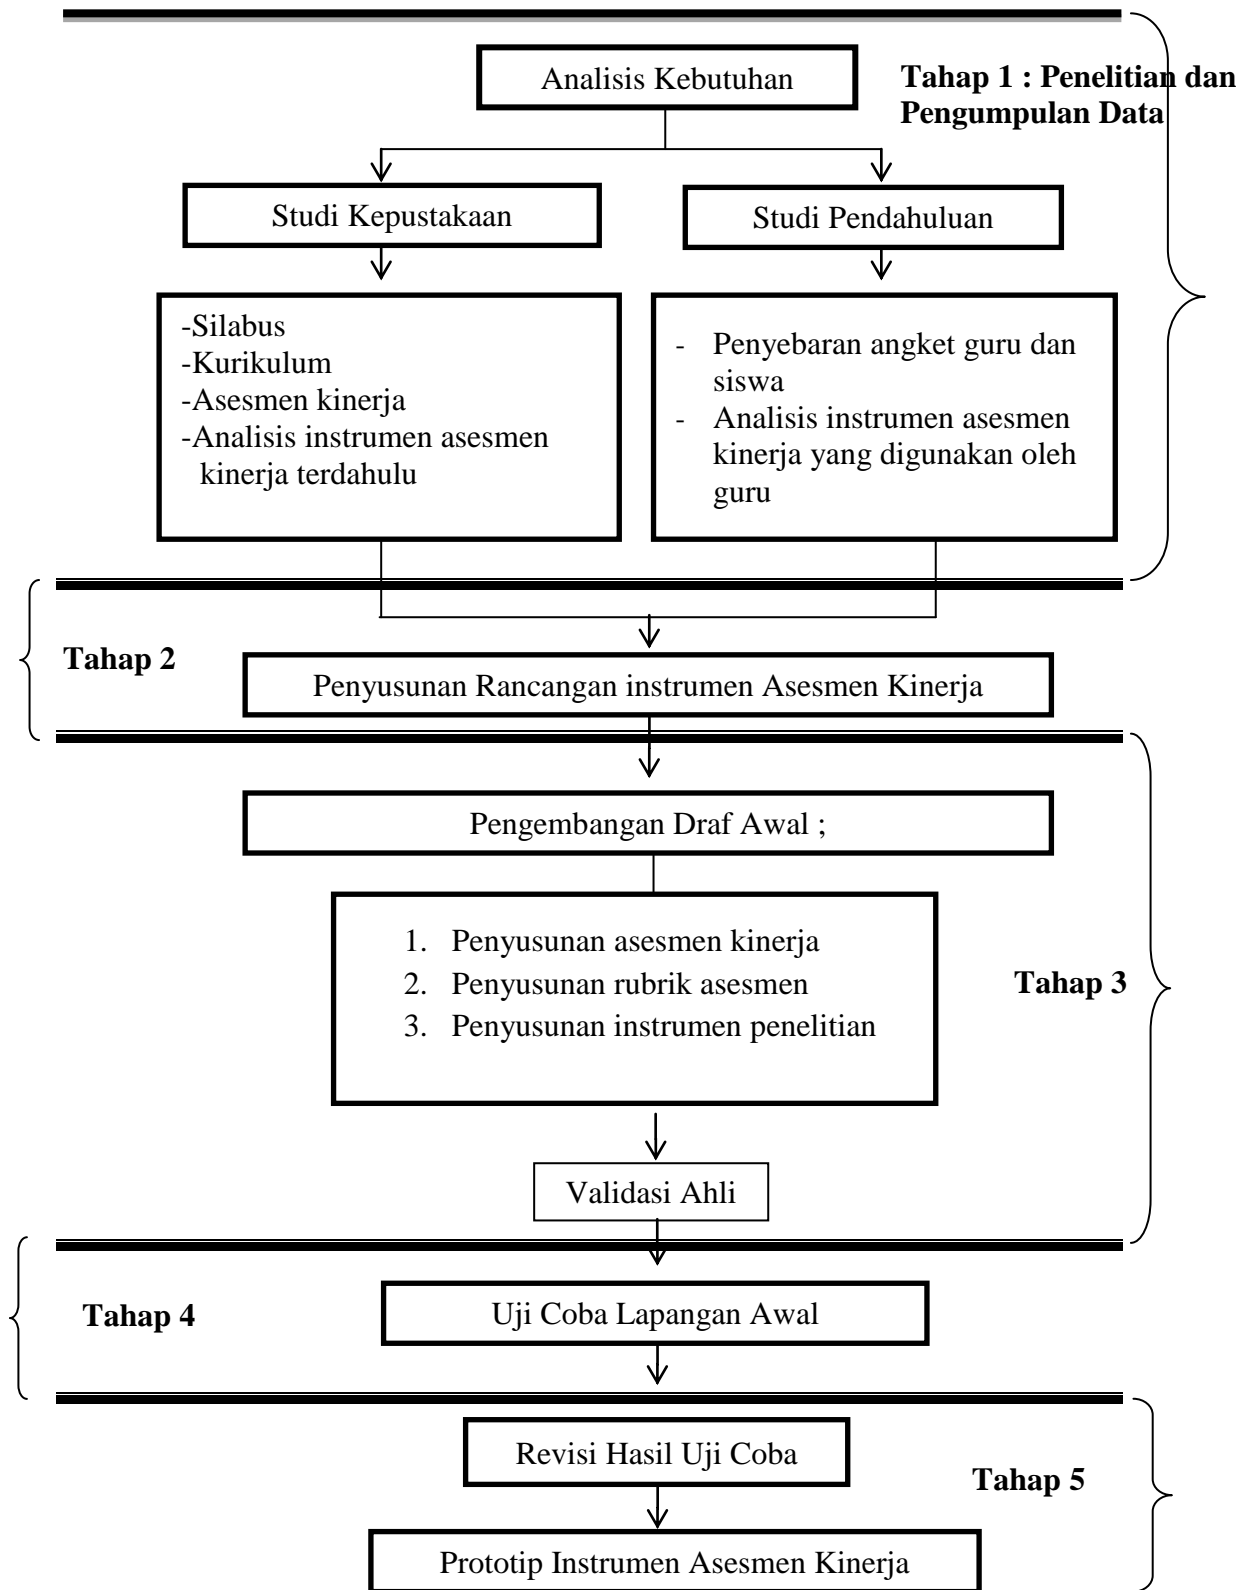 Analisis Kebutuhan
Tahap 1 : Penelitian dan
Pengumpulan Data
Studi Kepustakaan
Studi Pendahuluan
-Silabus
-Kurikulum
-Asesmen kinerja
-Analisis instrumen asesmen
kinerja terdahulu
- Penyebaran angket guru dan
siswa
- Analisis instrumen asesmen
kinerja yang digunakan oleh
guru
Tahap 2
Penyusunan Rancangan instrumen Asesmen Kinerja
Pengembangan Draf Awal ;
1. Penyusunan asesmen kinerja
2. Penyusunan rubrik asesmen
3. Penyusunan instrumen penelitian
Tahap 3
Validasi Ahli
Tahap 4
Uji Coba Lapangan Awal
Revisi Hasil Uji Coba
Tahap 5
Prototip Instrumen Asesmen Kinerja